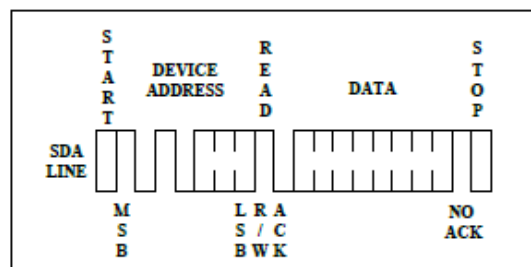 START
DEVICE
ADDRESS
READ
DATA
STOP
SDA
LINE
MSB
LSB
R/W
ACK
NO
ACK